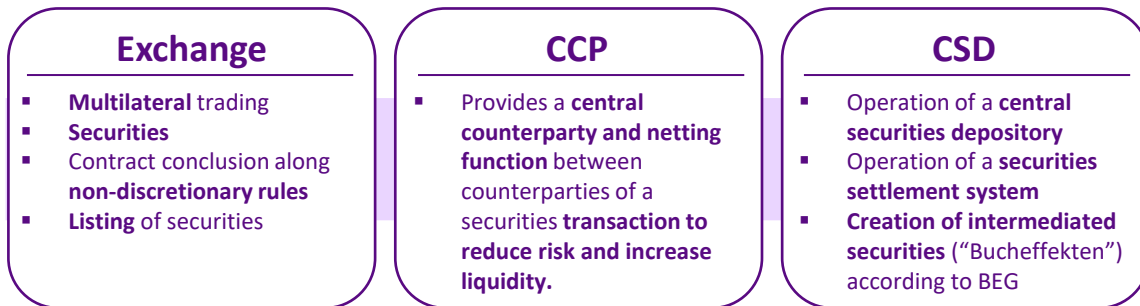 Exchange
▪ Multilateral trading
▪ Securities
▪ Contract conclusion along
non-discretionary rules
▪ Listing of securities
CCP
▪ Provides a central
counterparty and netting
function between
counterparties of a
securities transaction to
reduce risk and increase
liquidity.
CSD
▪ Operation of a central
securities depository
▪ Operation of a securities
settlement system
▪ Creation of intermediated
securities (“Bucheffekten”)
according to BEG